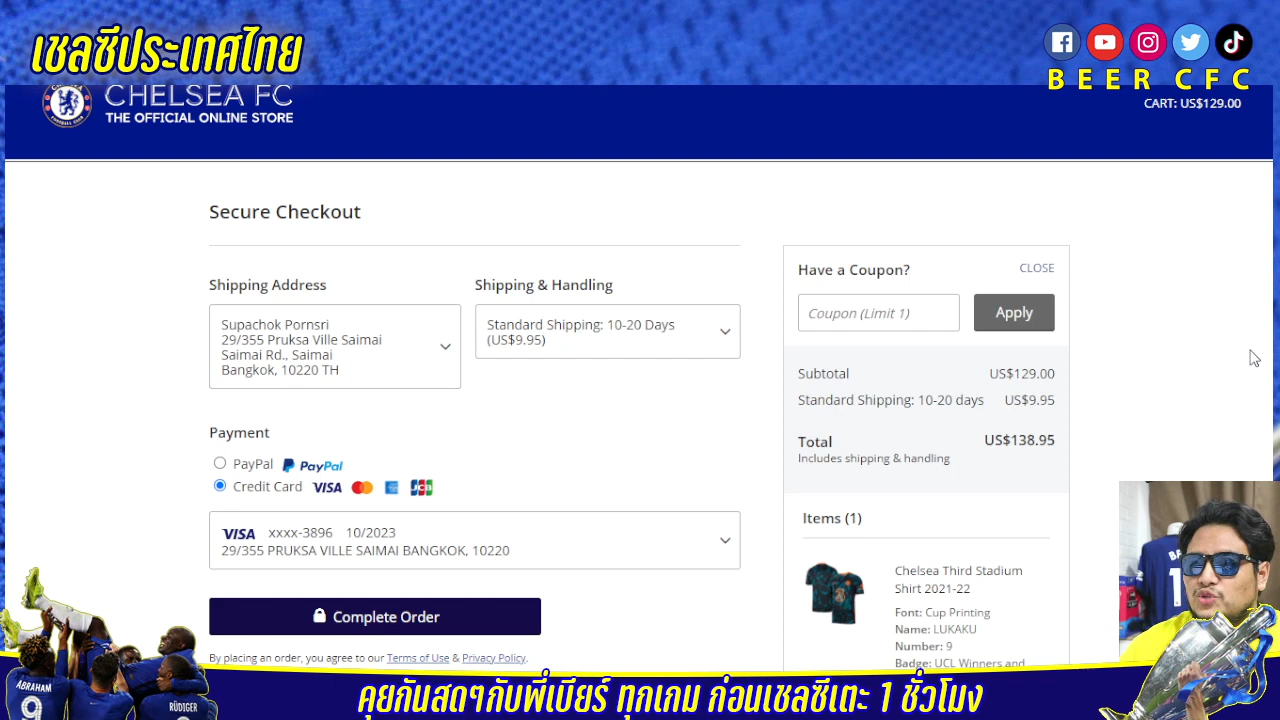 เชลซีประเทศไทย
BEER CFC
CHELSEA FC
THE OFFICIAL ONLINE STORE
CART: US$129.00
Secure Checkout
Shipping Address
Supachok Pornsri
29/355 Pruksa Ville Saimai
Saimai Rd., Saimai
Bangkok, 10220 TH
Shipping & Handling
Standard Shipping: 10-20 Days
(US$9.95)
Payment
PayPal PayPal
Credit Card VISA JCB
VISA xxxx-3896 10/2023
29/355 PRUKSA VILLE SAIMAI BANGKOK, 10220
Complete Order
By placing an order, you agree to our Terms of Use & Privacy Policy.
Have a Coupon? CLOSE
Coupon (Limit 1) Apply
Subtotal US$129.00
Standard Shipping: 10-20 days US$9.95
Total US$138.95
Includes shipping & handling
Items (1)
Chelsea Third Stadium
Shirt 2021-22
Font: Cup Printing
Name: LUKAKU
Number: 9
Badge: UCL Winners and
ABRAHAM
9
RÜDIGER
คุยกันสดๆกับพี่เบียร์ ทุกเกม ก่อนเชลซีเตะ 1 ชั่วโมง